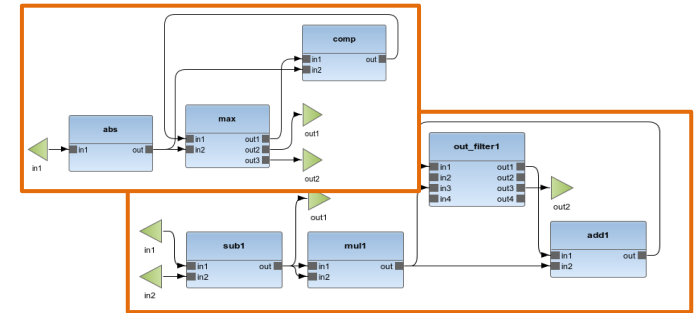 comp
in1 out
in2
abs
in1 out
max
in1 out1
in2 out2
out3
in1
out1
out2
out_filter1
in1 out1
in2 out2
in3 out3
in4 out4
out2
out1
in1
in2
sub1
in1 out
in2
mul1
in1 out
in2
add1
in1 out
in2